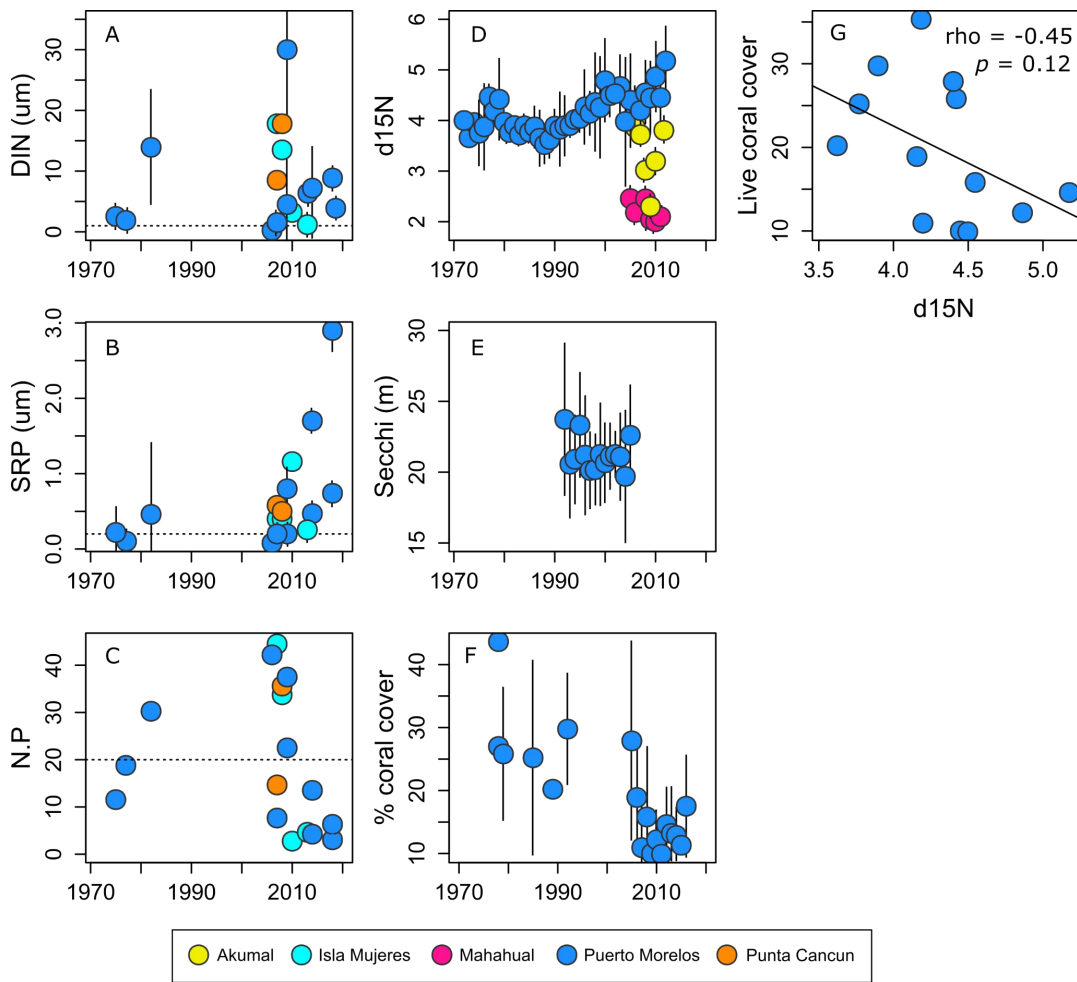 A
DIN (um)
0 10 20 30
1970 1990 2010
D
d15N
2 3 4 5 6
1970 1990 2010
G
rho = -0.45
p = 0.12
Live coral cover
10 20 30
3.5 4.0 4.5 5.0
d15N
B
SRP (um)
0.0 1.0 2.0 3.0
1970 1990 2010
E
Secchi (m)
15 20 25 30
1970 1990 2010
C
N.P
0 10 20 30 40
1970 1990 2010
F
% coral cover
10 20 30 40
1970 1990 2010
Akumal Isla Mujeres Mahahual Puerto Morelos Punta Cancun